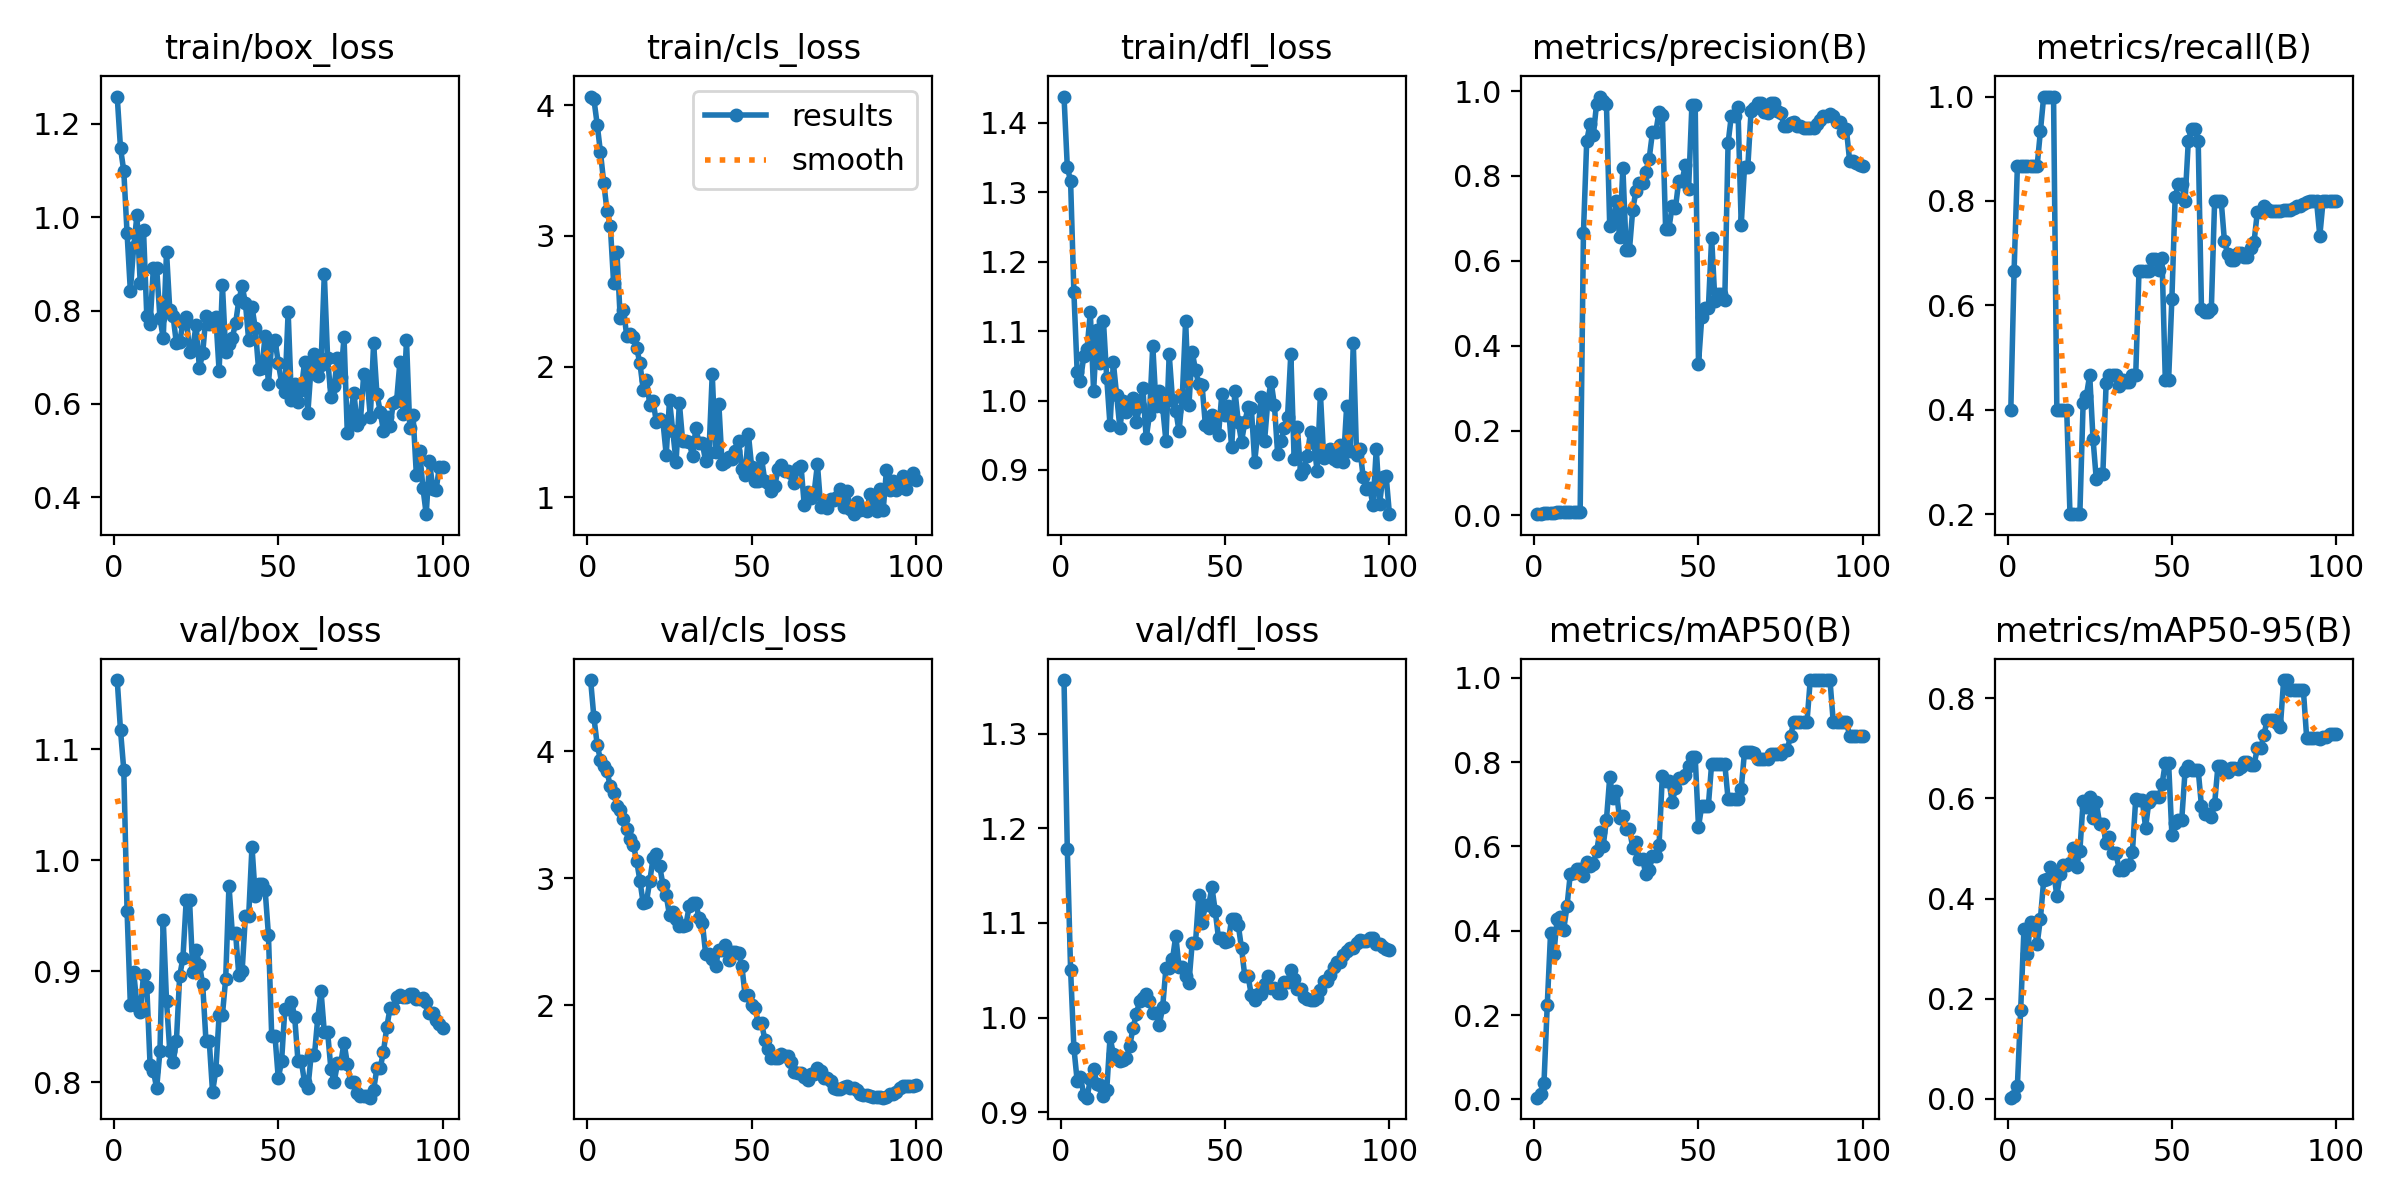 train/box_loss
1.2
1.0
0.8
0.6
0.4
0 50 100
train/cls_loss
results
smooth
4
3
2
1
0 50 100
train/dfl_loss
1.4
1.3
1.2
1.1
1.0
0.9
0 50 100
metrics/precision(B)
1.0
0.8
0.6
0.4
0.2
0.0
0 50 100
metrics/recall(B)
1.0
0.8
0.6
0.4
0.2
0 50 100
val/box_loss
1.1
1.0
0.9
0.8
0 50 100
val/cls_loss
4
3
2
0 50 100
val/dfl_loss
1.3
1.2
1.1
1.0
0.9
0 50 100
metrics/mAP50(B)
1.0
0.8
0.6
0.4
0.2
0.0
0 50 100
metrics/mAP50-95(B)
0.8
0.6
0.4
0.2
0.0
0 50 100